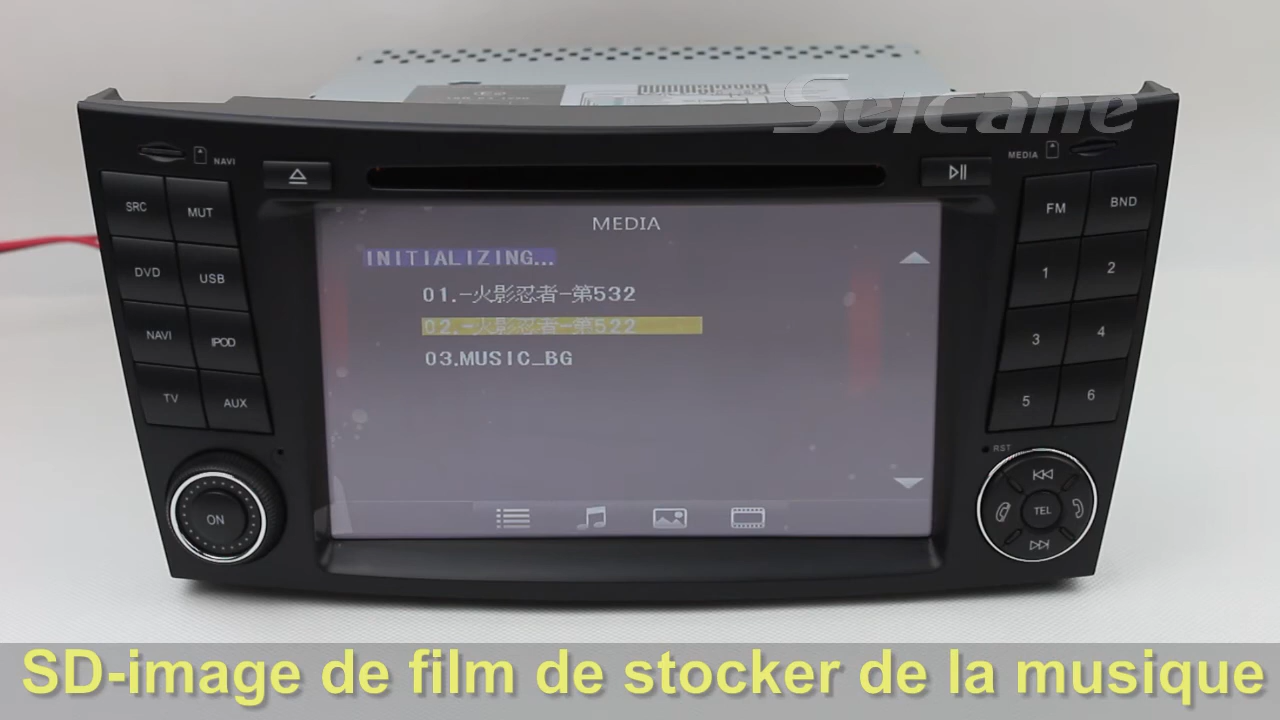 Seicane
NAVI
MEDIA
SRC
MUT
FM
BND
DVD
USB
1
2
NAVI
IPOD
3
4
TV
AUX
5
6
MEDIA
INITIALIZING...
01.-火影忍者-第532
02.-火影忍者-第522
03.MUSIC_BG
ON
RST
TEL
SD-image de film de stocker de la musique